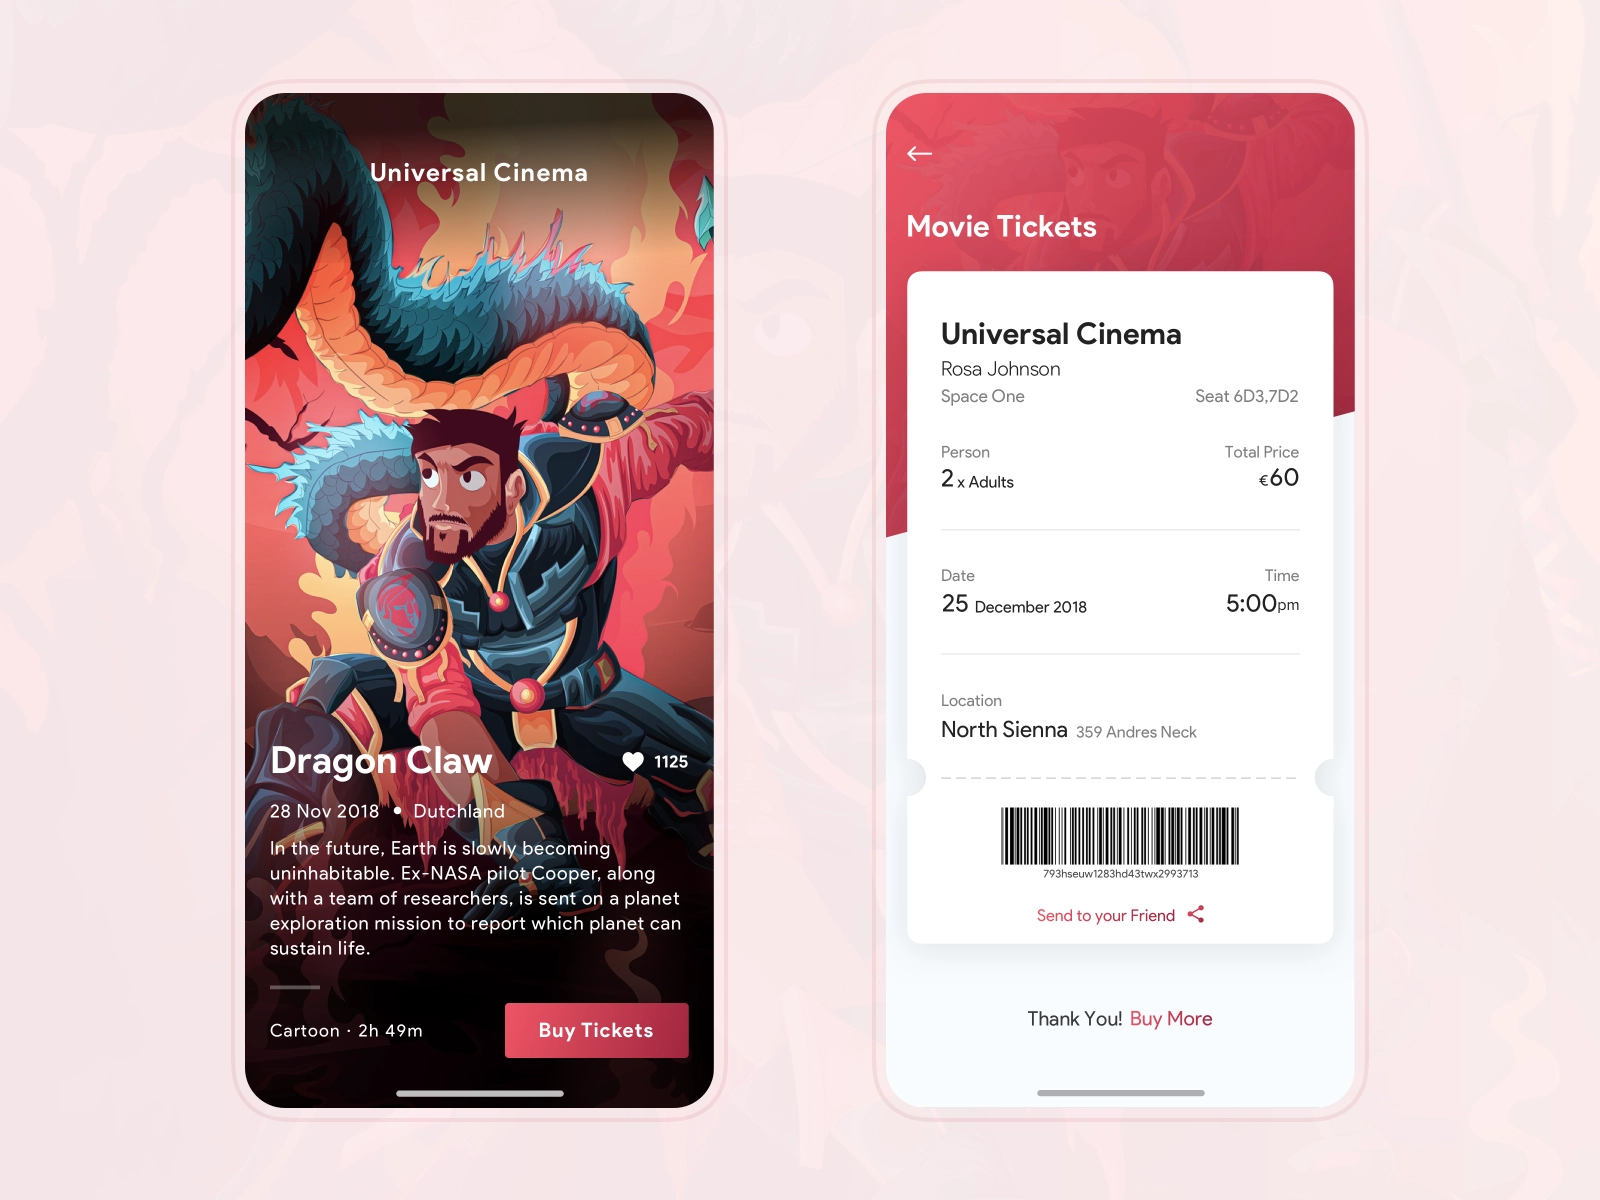 Universal Cinema
Dragon Claw
1125
28 Nov 2018 • Dutchland
In the future, Earth is slowly becoming
uninhabitable. Ex-NASA pilot Cooper, along
with a team of researchers, is sent on a planet
exploration mission to report which planet can
sustain life.
Cartoon · 2h 49m
Buy Tickets
Movie Tickets
Universal Cinema
Rosa Johnson
Space One
Seat 6D3,7D2
Person
Total Price
2 x Adults
€60
Date
Time
25 December 2018
5:00pm
Location
North Sienna 359 Andres Neck
793hseuw1283hd43twx2993713
Send to your Friend
Thank You! Buy More